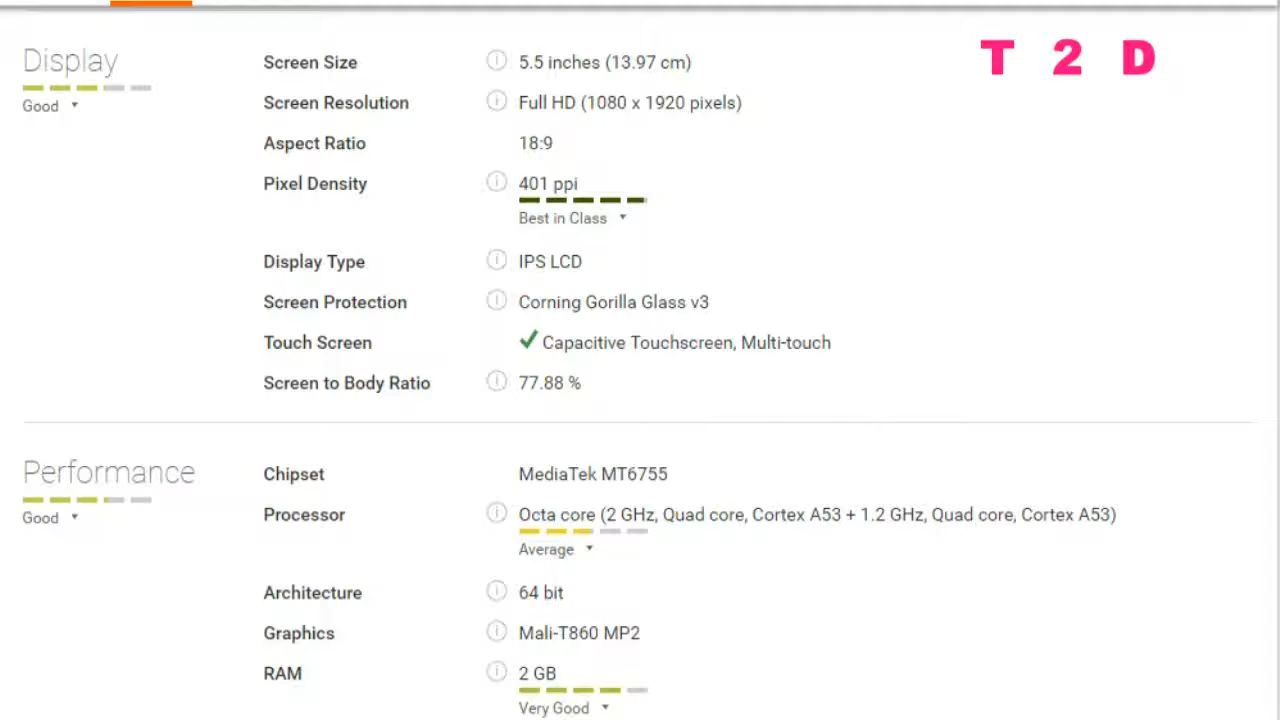 T 2 D
Display
Good
Screen Size 5.5 inches (13.97 cm)
Screen Resolution Full HD (1080 x 1920 pixels)
Aspect Ratio 18:9
Pixel Density 401 ppi
Best in Class
Display Type IPS LCD
Screen Protection Corning Gorilla Glass v3
Touch Screen Capacitive Touchscreen, Multi-touch
Screen to Body Ratio 77.88 %
Performance
Good
Chipset MediaTek MT6755
Processor Octa core (2 GHz, Quad core, Cortex A53 + 1.2 GHz, Quad core, Cortex A53)
Average
Architecture 64 bit
Graphics Mali-T860 MP2
RAM 2 GB
Very Good